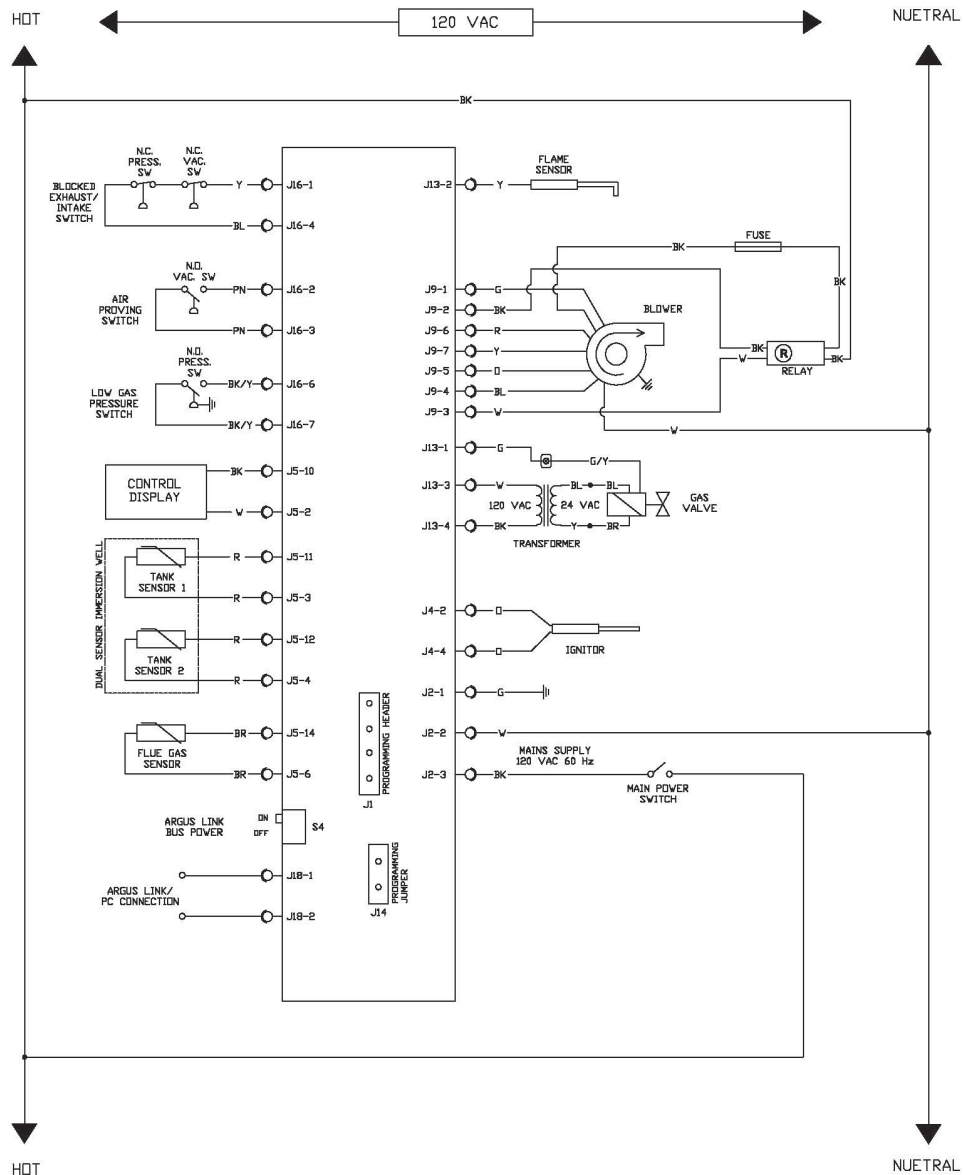 HOT
120 VAC
NUETRAL
BK
N.C.
PRESS.
SW
N.C.
VAC.
SW
BLOCKED
EXHAUST/
INTAKE
SWITCH
Y
J16-1
BL
J16-4
N.O.
VAC. SW
AIR
PROVING
SWITCH
PN
J16-2
PN
J16-3
N.O.
PRESS.
SW
LOW GAS
PRESSURE
SWITCH
BK/Y
J16-6
BK/Y
J16-7
CONTROL
DISPLAY
BK
J5-10
W
J5-2
DUAL SENSOR IMMERSION WELL
TANK
SENSOR 1
R
J5-11
R
J5-3
TANK
SENSOR 2
R
J5-12
R
J5-4
FLUE GAS
SENSOR
BR
J5-14
BR
J5-6
ARGUS LINK
BUS POWER
ON
OFF
S4
ARGUS LINK/
PC CONNECTION
J18-1
J18-2
PROGRAMMING HEADER
J1
PROGRAMMING
JUMPER
J14
J13-2
Y
FLAME
SENSOR
FUSE
BK
BK
J9-1
G
J9-2
BK
J9-6
R
J9-7
Y
J9-5
O
J9-4
BL
J9-3
W
BLOWER
BK
W
R
BK
RELAY
W
J13-1
G
G/Y
J13-3
W
120 VAC
24 VAC
BL
BL
GAS
VALVE
J13-4
BK
Y
BR
TRANSFORMER
J4-2
O
J4-4
O
IGNITOR
J2-1
G
J2-2
W
J2-3
BK
MAINS SUPPLY
120 VAC 60 Hz
MAIN POWER
SWITCH
HOT
NUETRAL